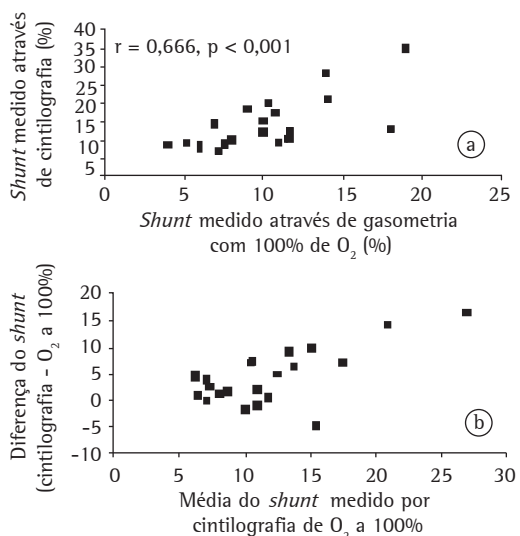 40
35
30
25
20
15
10
5
r = 0,666, p < 0,001
a
0 5 10 15 20 25
Shunt medido através
de cintilografia (%)
Shunt medido através de gasometria
com 100% de O₂ (%)
20
15
10
5
0
-5
-10
b
0 5 10 15 20 25 30
Diferença do shunt
(cintilografia - O₂ a 100%)
Média do shunt medido por
cintilografia de O₂ a 100%